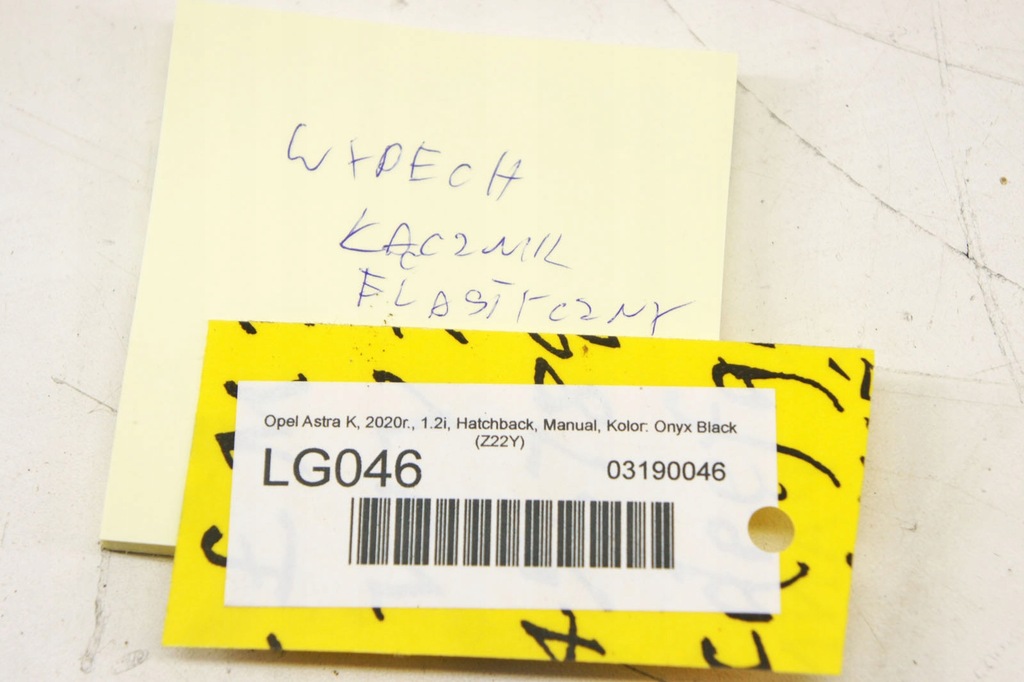 WYDECH
ŁĄCZNIK
ELASTYCZNY
Opel Astra K, 2020r., 1.2i, Hatchback, Manual, Kolor: Onyx Black
(Z22Y)
LG046
03190046